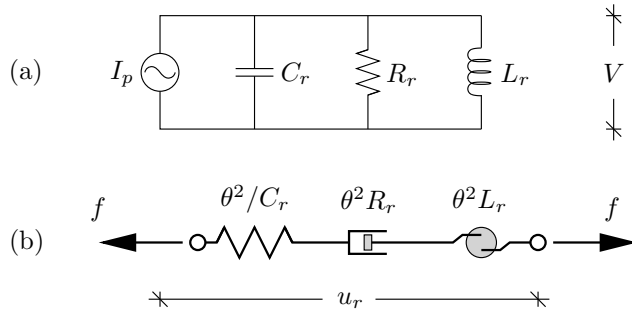 (a)
I_p
C_r
R_r
L_r
V
θ²/C_r
θ²R_r
θ²L_r
f
f
(b)
u_r